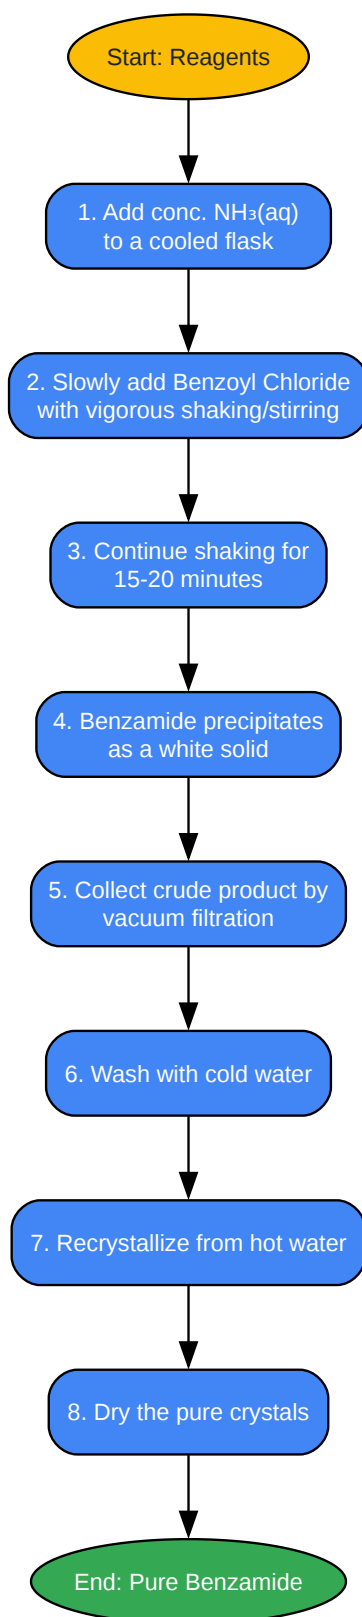 Start: Reagents
1. Add conc. NH₃(aq)
to a cooled flask
2. Slowly add Benzoyl Chloride
with vigorous shaking/stirring
3. Continue shaking for
15-20 minutes
4. Benzamide precipitates
as a white solid
5. Collect crude product by
vacuum filtration
6. Wash with cold water
7. Recrystallize from hot water
8. Dry the pure crystals
End: Pure Benzamide